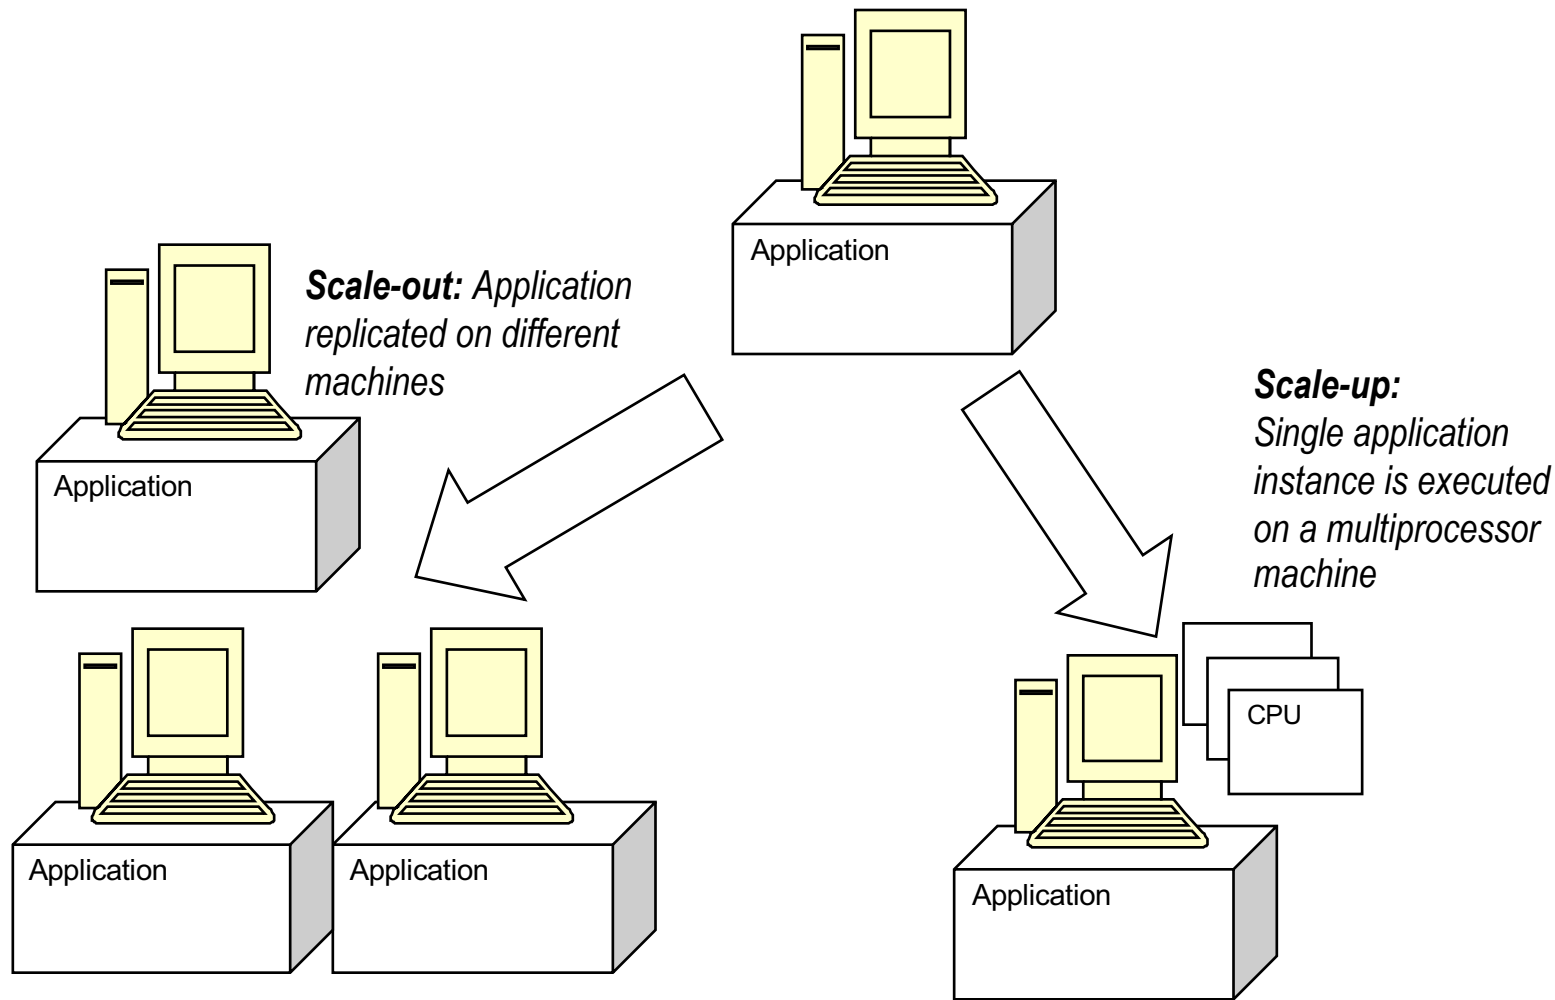 Application
Scale-out: Application
replicated on different
machines
Application
Scale-up:
Single application
instance is executed
on a multiprocessor
machine
CPU
Application
Application
Application